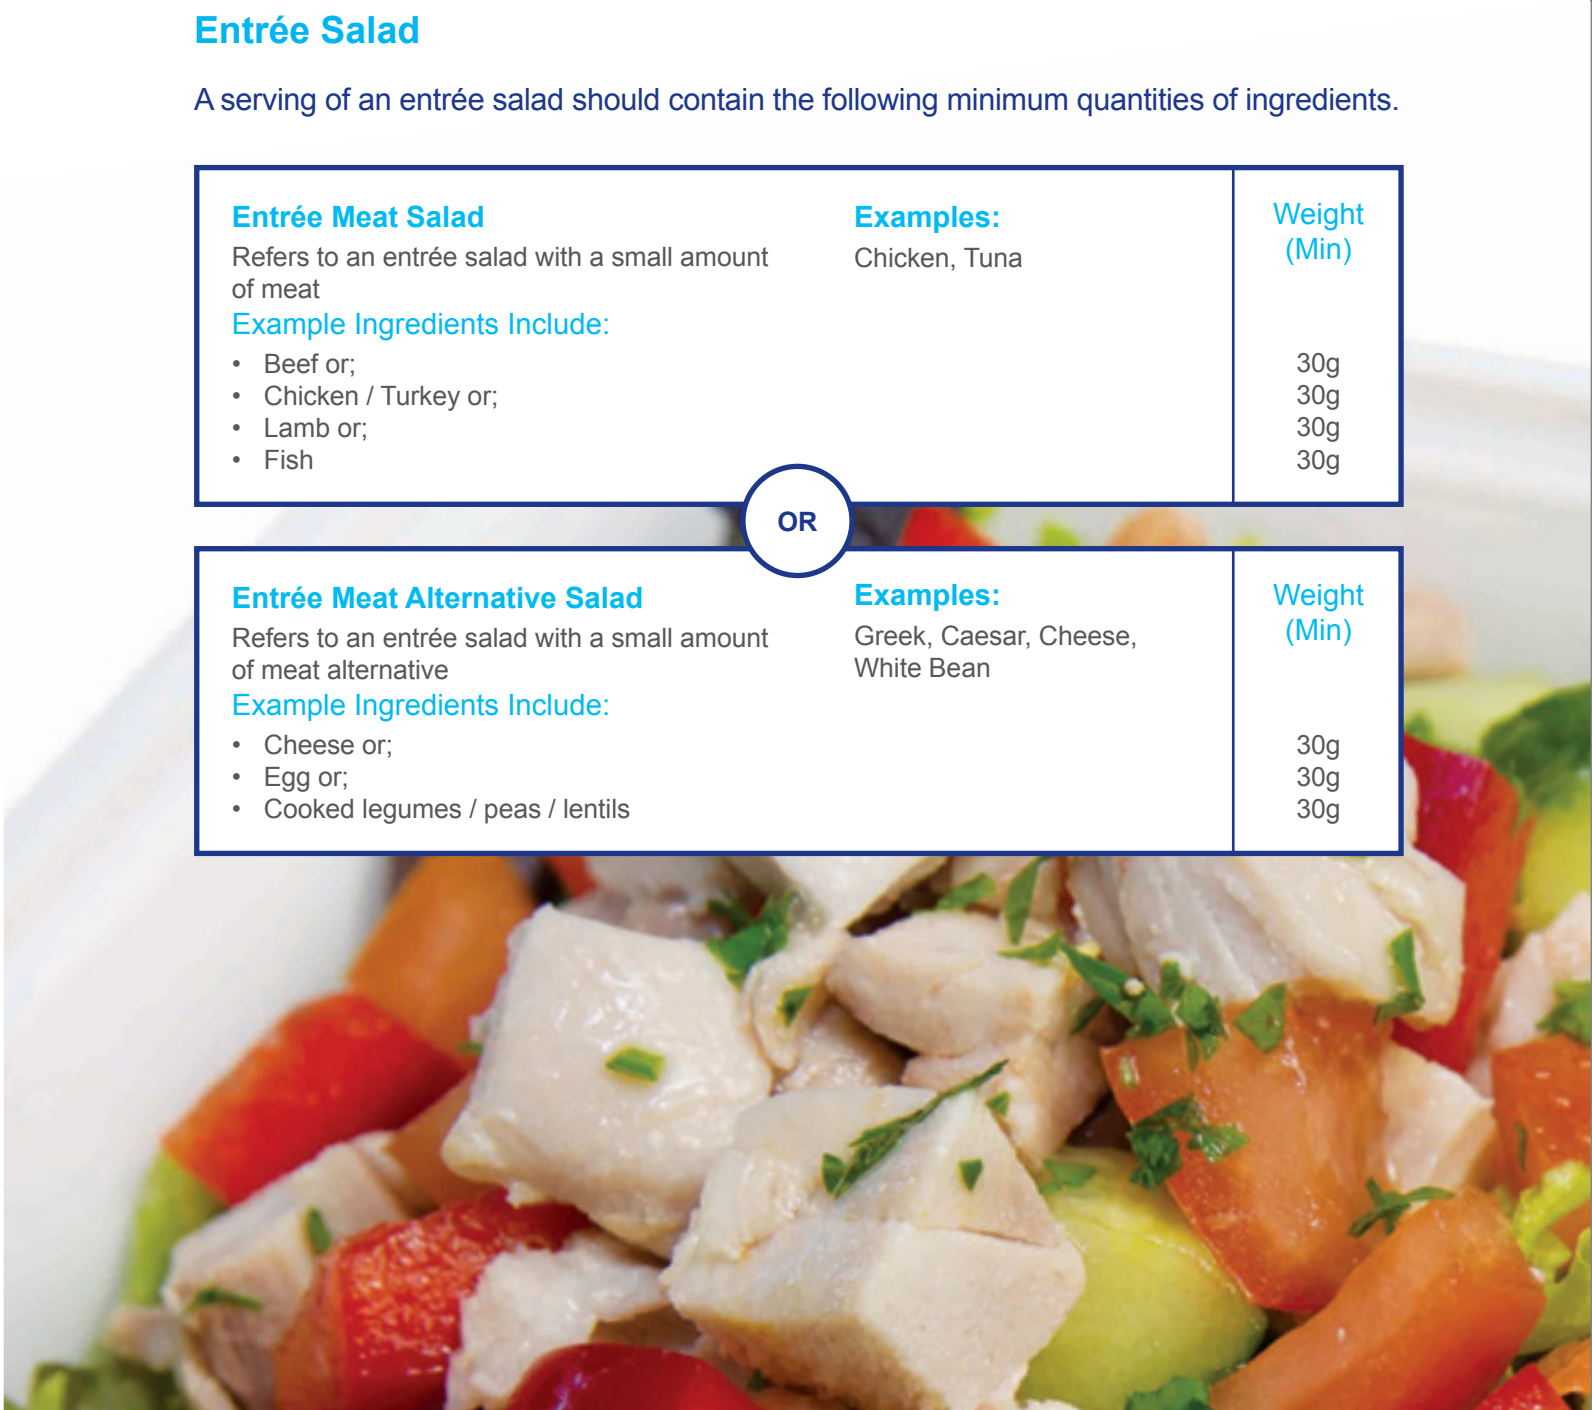 Entrée Salad
A serving of an entrée salad should contain the following minimum quantities of ingredients.
Entrée Meat Salad
Refers to an entrée salad with a small amount
of meat
Example Ingredients Include:
• Beef or;
• Chicken / Turkey or;
• Lamb or;
• Fish
Examples:
Chicken, Tuna
Weight
(Min)
30g
30g
30g
30g
OR
Entrée Meat Alternative Salad
Refers to an entrée salad with a small amount
of meat alternative
Example Ingredients Include:
• Cheese or;
• Egg or;
• Cooked legumes / peas / lentils
Examples:
Greek, Caesar, Cheese,
White Bean
Weight
(Min)
30g
30g
30g